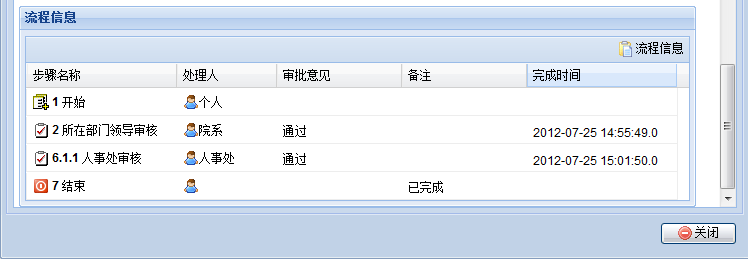 流程信息
流程信息
步骤名称 处理人 审批意见 备注 完成时间
1 开始 个人
2 所在部门领导审核 院系 通过 2012-07-25 14:55:49.0
6.1.1 人事处审核 人事处 通过 2012-07-25 15:01:50.0
7 结束 已完成
关闭